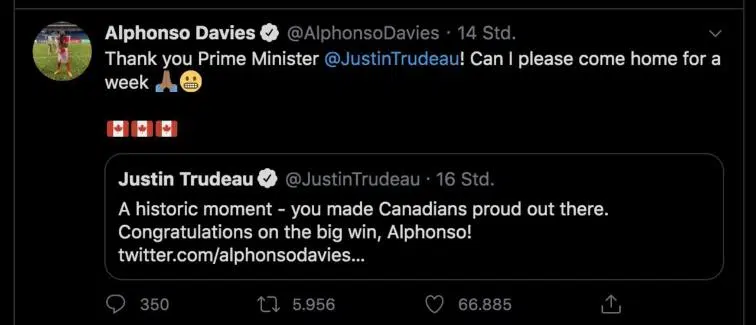 Alphonso Davies @AlphonsoDavies · 14 Std.
Thank you Prime Minister @JustinTrudeau! Can I please come home for a
week 🙏🏽😬
🇨🇦🇨🇦🇨🇦
Justin Trudeau @JustinTrudeau · 16 Std.
A historic moment - you made Canadians proud out there.
Congratulations on the big win, Alphonso!
twitter.com/alphonsodavies...
350 5.956 66.885